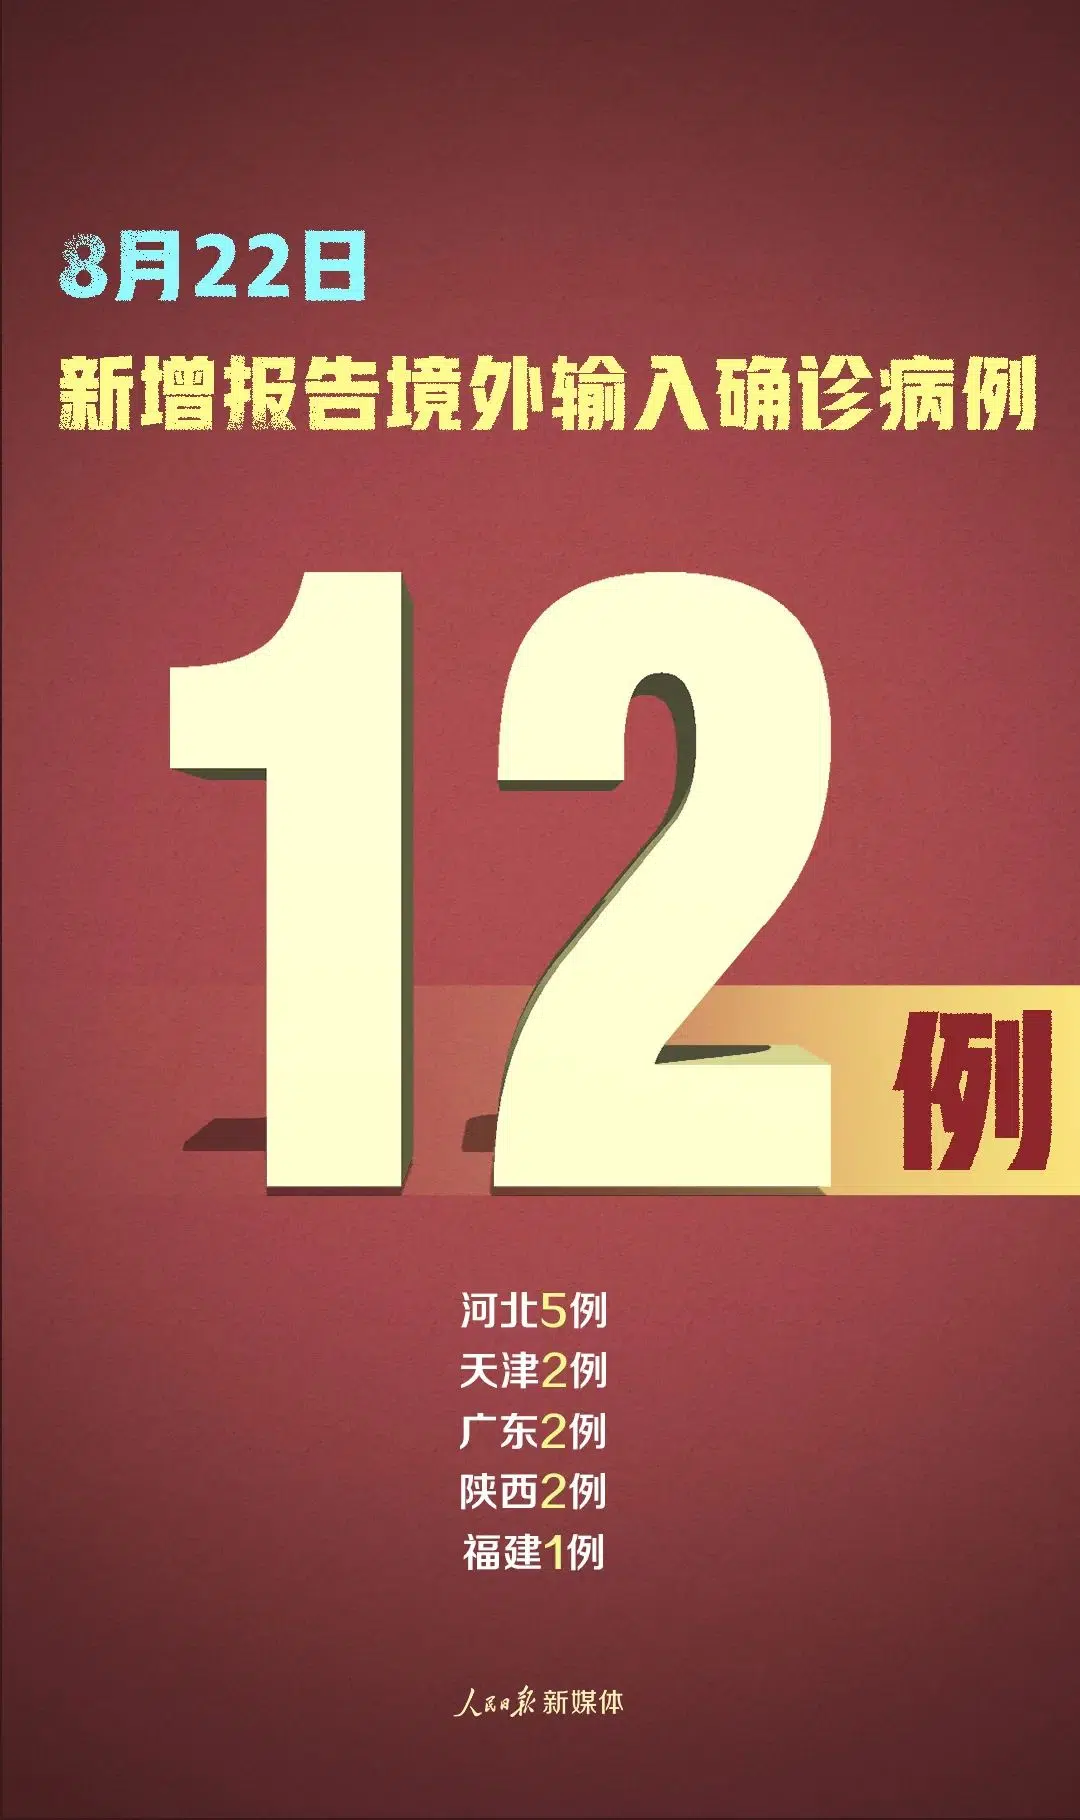 8月22日
新增报告境外输入确诊病例
12
例
河北5例
天津2例
广东2例
陕西2例
福建1例
人民日报 新媒体